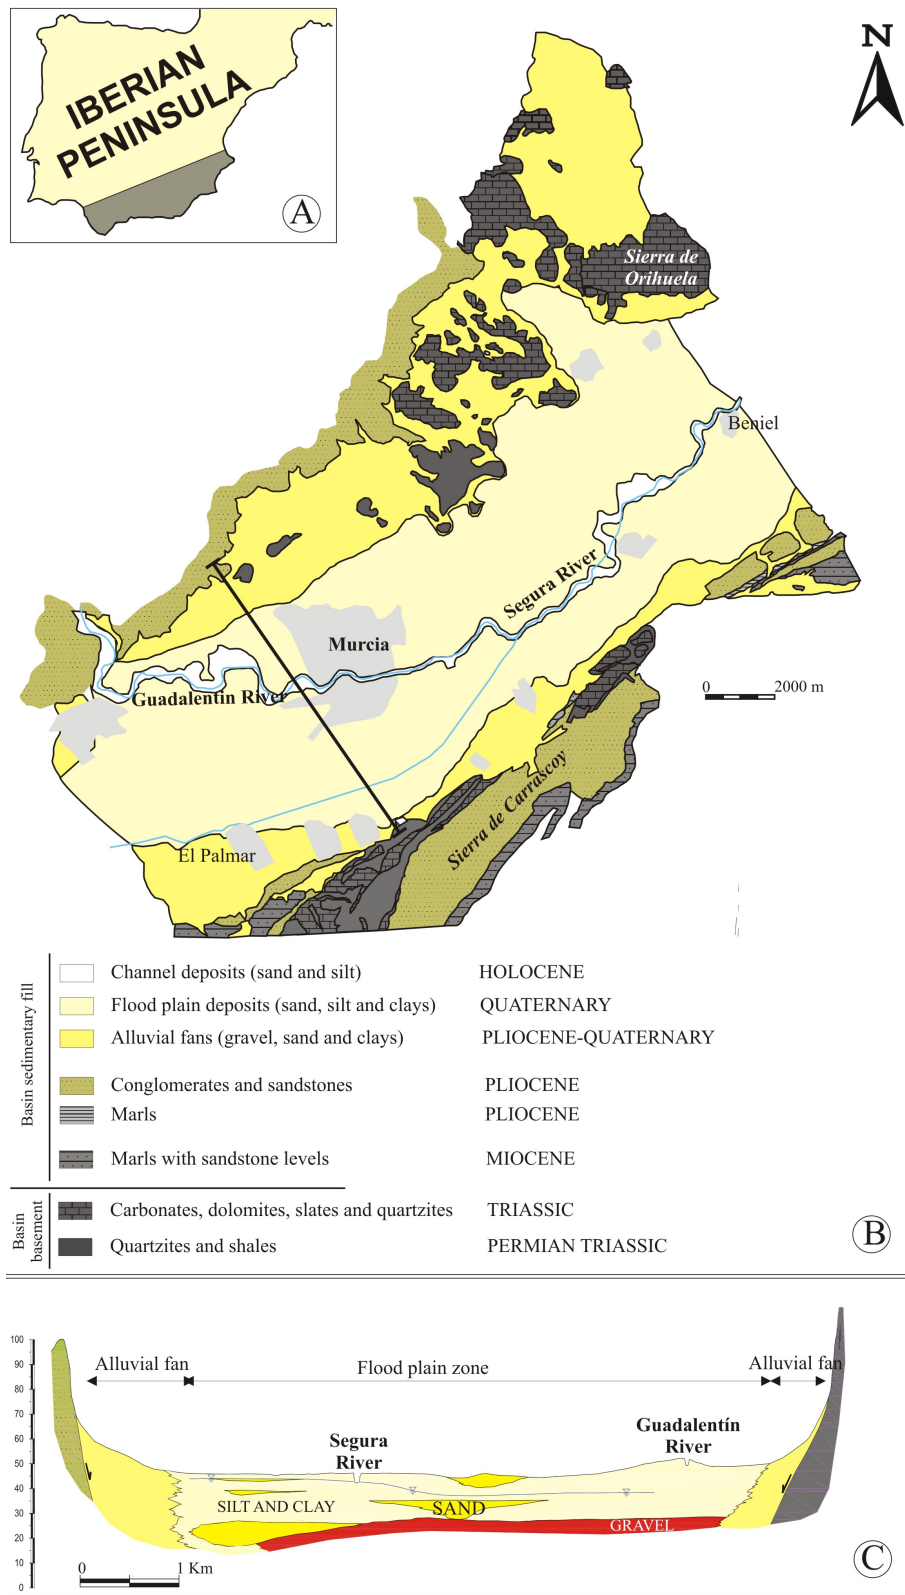 IBERIAN
PENINSULA
A
N
Sierra de
Orihuela
Beniel
Segura River
Murcia
Guadalentin River
0 2000 m
Sierra de Carrascoy
El Palmar
Basin sedimentary fill
Channel deposits (sand and silt) HOLOCENE
Flood plain deposits (sand, silt and clays) QUATERNARY
Alluvial fans (gravel, sand and clays) PLIOCENE-QUATERNARY
Conglomerates and sandstones PLIOCENE
Marls PLIOCENE
Marls with sandstone levels MIOCENE
Basin
basement
Carbonates, dolomites, slates and quartzites TRIASSIC
Quartzites and shales PERMIAN TRIASSIC
B
100
90
80
70
60
50
40
30
20
10
0
Alluvial fan
Flood plain zone
Alluvial fan
Segura
River
Guadalentín
River
SILT AND CLAY
SAND
GRAVEL
0 1 Km
C